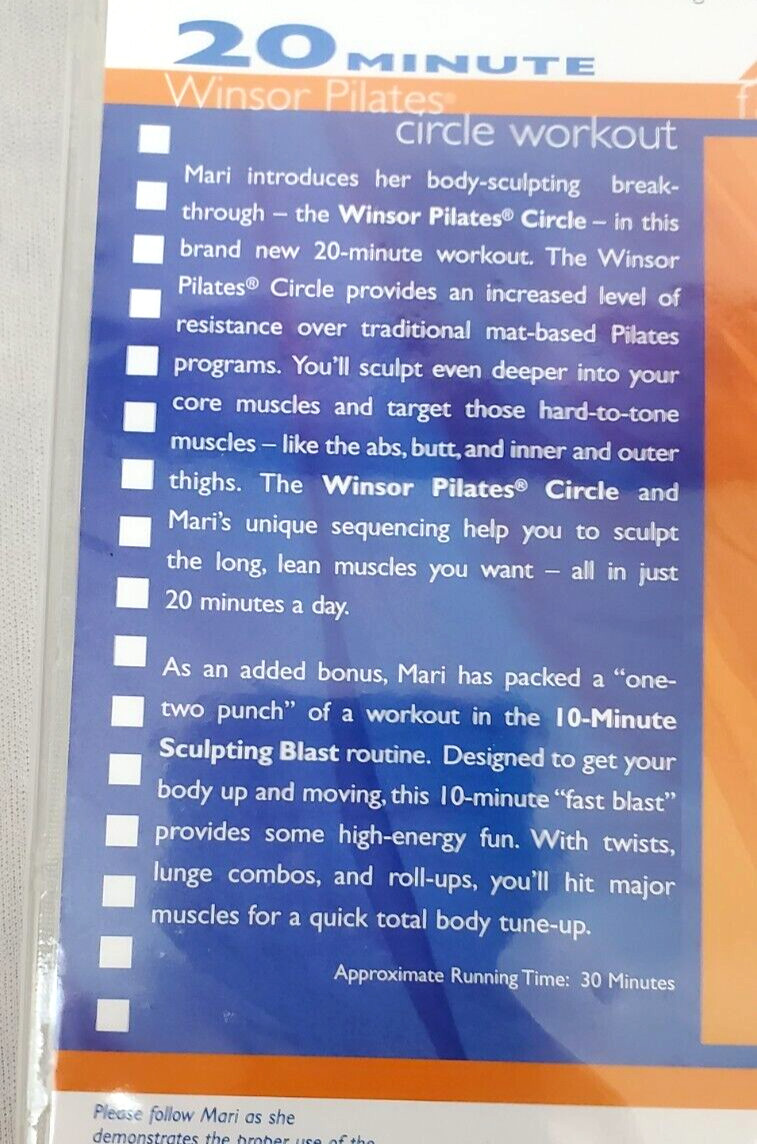 20 MINUTE
Winsor Pilates®
circle workout
Mari introduces her body-sculpting break-
through – the Winsor Pilates® Circle – in this
brand new 20-minute workout. The Winsor
Pilates® Circle provides an increased level of
resistance over traditional mat-based Pilates
programs. You'll sculpt even deeper into your
core muscles and target those hard-to-tone
muscles – like the abs, butt, and inner and outer
thighs. The Winsor Pilates® Circle and
Mari's unique sequencing help you to sculpt
the long, lean muscles you want – all in just
20 minutes a day.
As an added bonus, Mari has packed a "one-
two punch" of a workout in the 10-Minute
Sculpting Blast routine. Designed to get your
body up and moving, this 10-minute "fast blast"
provides some high-energy fun. With twists,
lunge combos, and roll-ups, you'll hit major
muscles for a quick total body tune-up.
Approximate Running Time: 30 Minutes
Please follow Mari as she
demonstrates the proper use of the